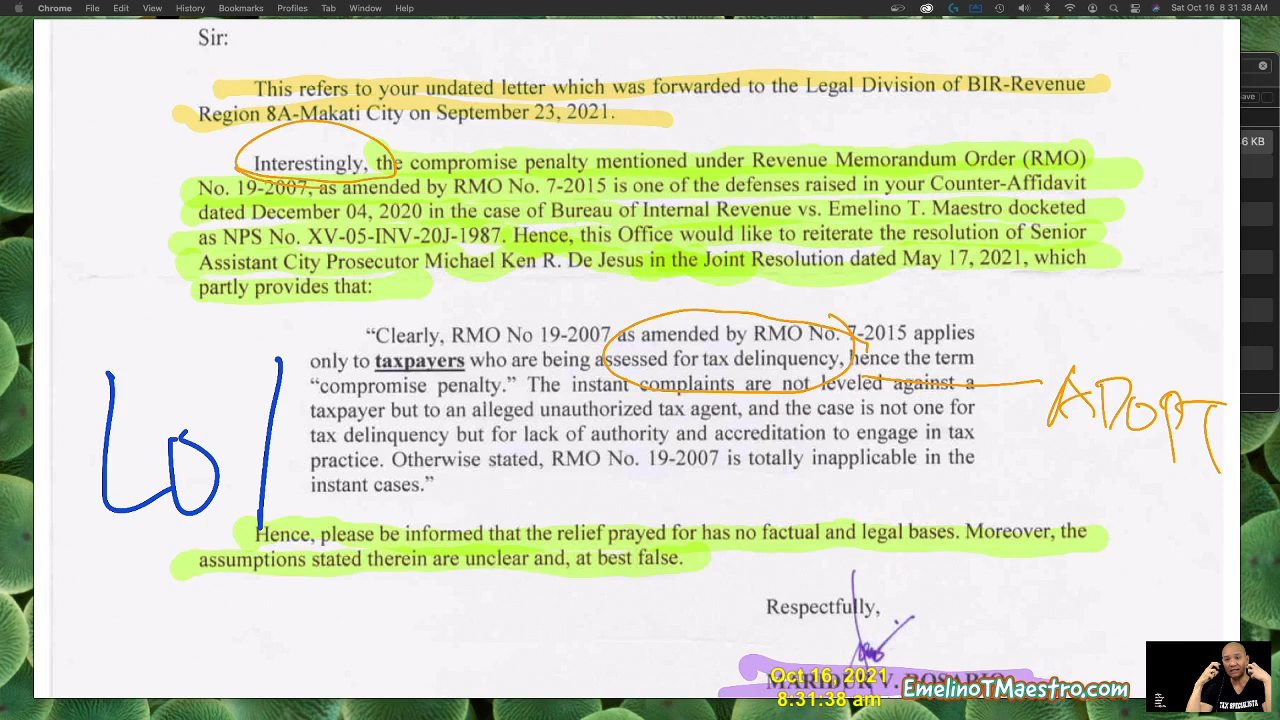 Chrome File Edit View History Bookmarks Profiles Tab Window Help Sat Oct 16 8:31:38 AM
Sir:
This refers to your undated letter which was forwarded to the Legal Division of BIR-Revenue
Region 8A-Makati City on September 23, 2021.
Interestingly, the compromise penalty mentioned under Revenue Memorandum Order (RMO)
No. 19-2007, as amended by RMO No. 7-2015 is one of the defenses raised in your Counter-Affidavit
dated December 04, 2020 in the case of Bureau of Internal Revenue vs. Emelino T. Maestro docketed
as NPS No. XV-05-INV-20J-1987. Hence, this Office would like to reiterate the resolution of Senior
Assistant City Prosecutor Michael Ken R. De Jesus in the Joint Resolution dated May 17, 2021, which
partly provides that:
“Clearly, RMO No 19-2007 as amended by RMO No. 7-2015 applies
only to taxpayers who are being assessed for tax delinquency, hence the term
“compromise penalty.” The instant complaints are not leveled against a
taxpayer but to an alleged unauthorized tax agent, and the case is not one for
tax delinquency but for lack of authority and accreditation to engage in tax
practice. Otherwise stated, RMO No. 19-2007 is totally inapplicable in the
instant cases.”
ADOPT
LOI
Hence, please be informed that the relief prayed for has no factual and legal bases. Moreover, the
assumptions stated therein are unclear and, at best false.
Respectfully,
V. ROSARIO
Oct 16, 2021
8:31:38 am
EmelinoTMaestro.com
TAX SPECIALISTA
6 KB